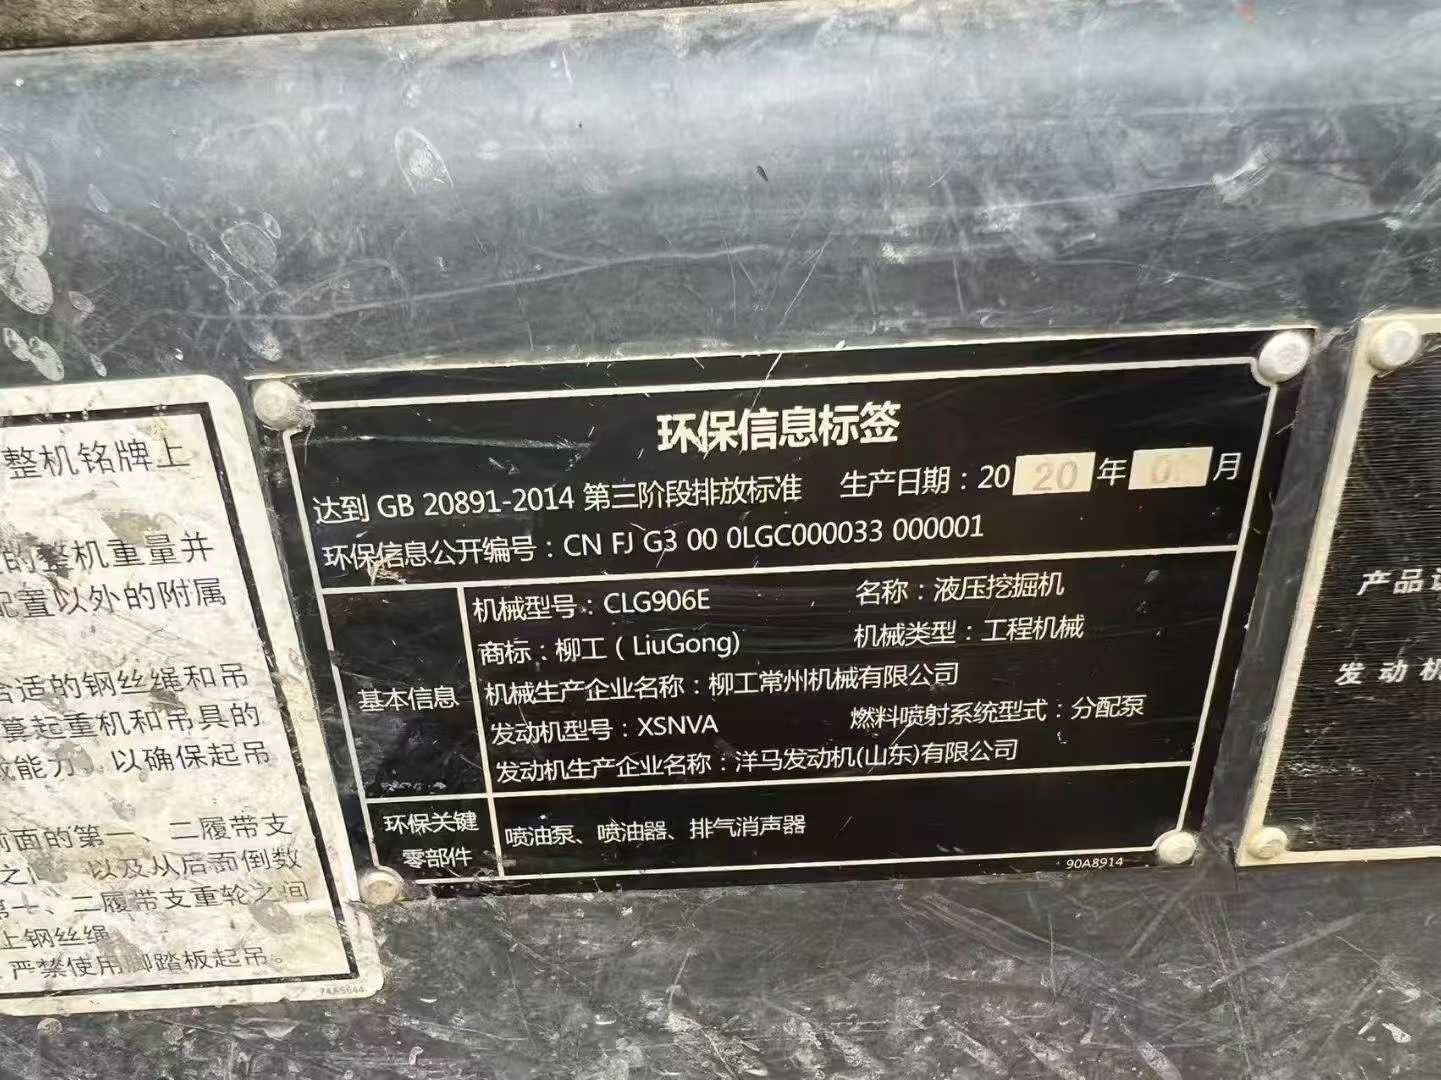 整机铭牌上
的整机重量并
配置以外的附属
合适的钢丝绳和吊
算起重机和吊具的
能力，以确保起吊
前面的第一、二履带支
以及从后面倒数
第一、二履带支重轮之间
上钢丝绳
严禁使用脚踏板起吊。
74A5644
环保信息标签
达到 GB 20891-2014 第三阶段排放标准 生产日期：20 20 年 月
环保信息公开编号：CN FJ G3 00 0LGC000033 000001
基本信息
机械型号：CLG906E 名称：液压挖掘机
商标：柳工（LiuGong) 机械类型：工程机械
机械生产企业名称：柳工常州机械有限公司
发动机型号：XSNVA 燃料喷射系统型式：分配泵
发动机生产企业名称：洋马发动机(山东)有限公司
环保关键
零部件
喷油泵、喷油器、排气消声器
90A8914
产品
发动机